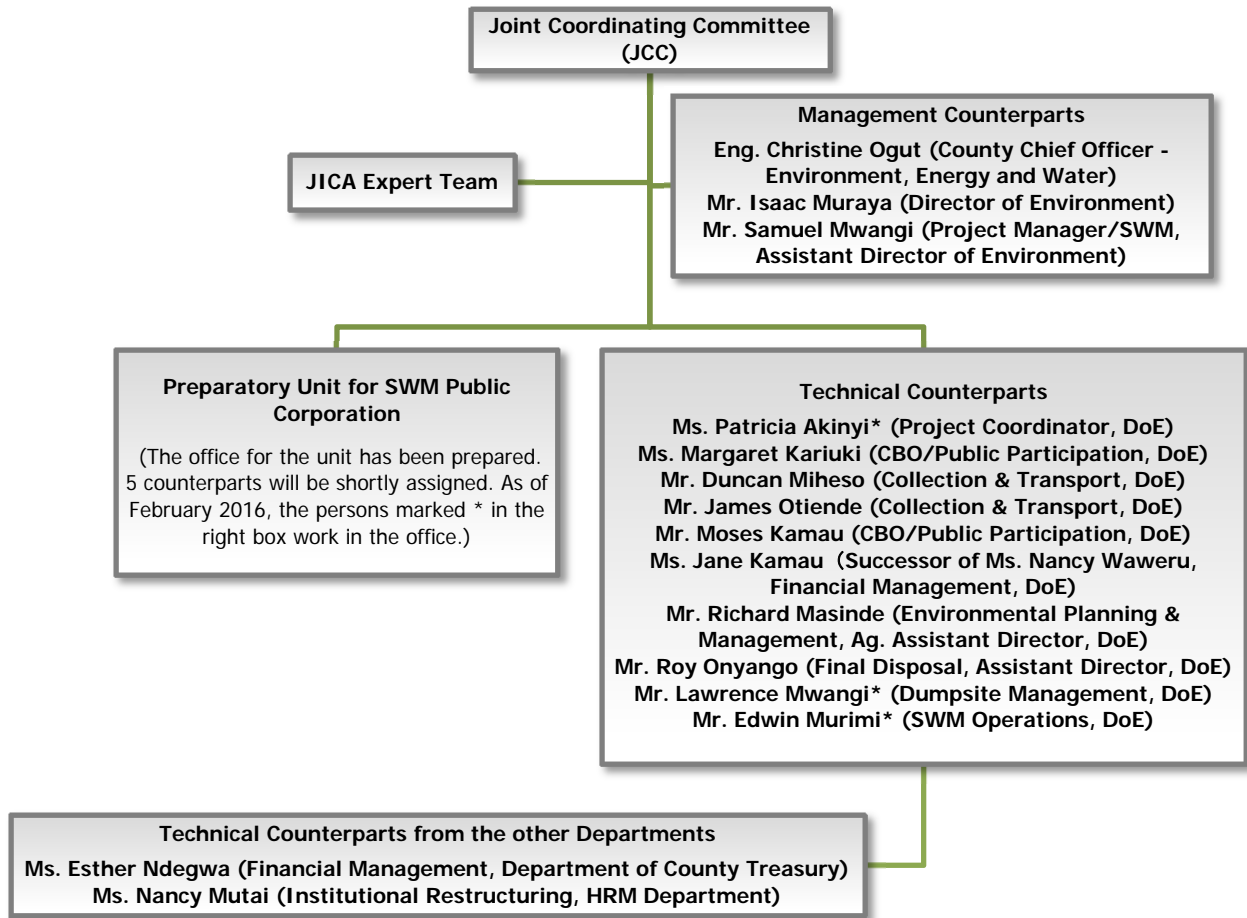 Joint Coordinating Committee
(JCC)
Management Counterparts
Eng. Christine Ogut (County Chief Officer -
Environment, Energy and Water)
Mr. Isaac Muraya (Director of Environment)
Mr. Samuel Mwangi (Project Manager/SWM,
Assistant Director of Environment)
JICA Expert Team
Preparatory Unit for SWM Public
Corporation
(The office for the unit has been prepared.
5 counterparts will be shortly assigned. As of
February 2016, the persons marked * in the
right box work in the office.)
Technical Counterparts
Ms. Patricia Akinyi* (Project Coordinator, DoE)
Ms. Margaret Kariuki (CBO/Public Participation, DoE)
Mr. Duncan Miheso (Collection & Transport, DoE)
Mr. James Otiende (Collection & Transport, DoE)
Mr. Moses Kamau (CBO/Public Participation, DoE)
Ms. Jane Kamau (Successor of Ms. Nancy Waweru,
Financial Management, DoE)
Mr. Richard Masinde (Environmental Planning &
Management, Ag. Assistant Director, DoE)
Mr. Roy Onyango (Final Disposal, Assistant Director, DoE)
Mr. Lawrence Mwangi* (Dumpsite Management, DoE)
Mr. Edwin Murimi* (SWM Operations, DoE)
Technical Counterparts from the other Departments
Ms. Esther Ndegwa (Financial Management, Department of County Treasury)
Ms. Nancy Mutai (Institutional Restructuring, HRM Department)